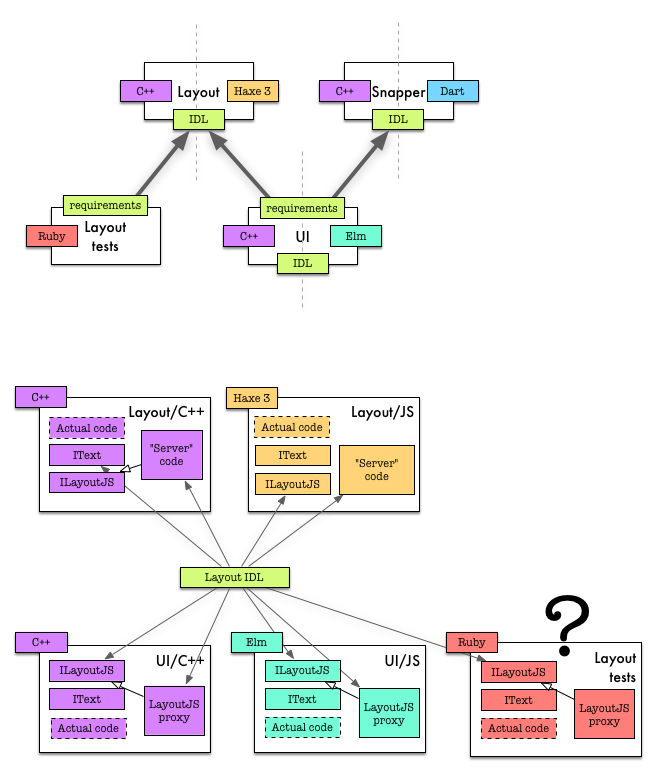 C++
Layout
Haxe 3
IDL
C++
Snapper
Dart
IDL
requirements
Ruby
Layout
tests
requirements
C++
UI
Elm
IDL
C++
Layout/C++
Actual code
IText
ILayoutJS
"Server"
code
Haxe 3
Layout/JS
Actual code
IText
ILayoutJS
"Server"
code
Layout IDL
C++
UI/C++
ILayoutJS
IText
Actual code
LayoutJS
proxy
Elm
UI/JS
ILayoutJS
IText
Actual code
LayoutJS
proxy
?
Ruby
Layout
tests
ILayoutJS
IText
Actual code
LayoutJS
proxy